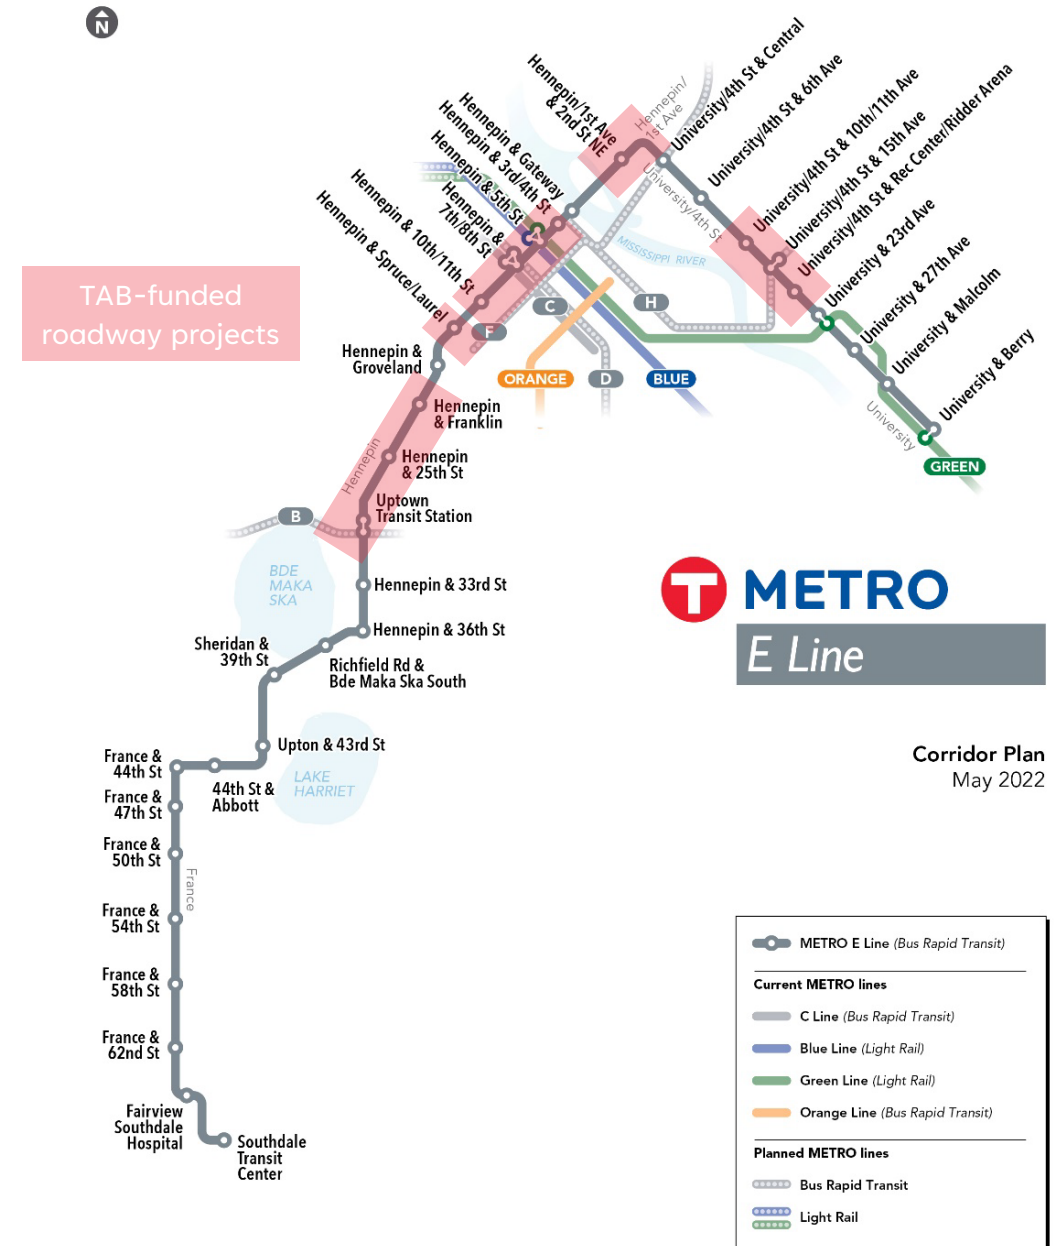 N
Hennepin/1st Ave
& 2nd St NE
Hennepin & Gateway
Hennepin & 3rd/4th St
Hennepin & 5th St
Hennepin &
7th/8th St
Hennepin & 10th/11th St
Hennepin & Spruce/Laurel
Hennepin/
1st Ave
University/4th St & Central
University/4th St & 6th Ave
University/4th St & 10th/11th Ave
University/4th St & 15th Ave
University/4th St & Rec Center/Ridder Arena
University & 23rd Ave
University & 27th Ave
University & Malcolm
University & Berry
University/4th St
MISSISSIPPI RIVER
TAB-funded
roadway projects
H
C
F
ORANGE
D
BLUE
University
GREEN
Hennepin &
Groveland
Hennepin
& Franklin
Hennepin
Hennepin
& 25th St
Uptown
Transit Station
B
BDE
MAKA
SKA
Hennepin & 33rd St
Hennepin & 36th St
Sheridan &
39th St
Richfield Rd &
Bde Maka Ska South
T METRO
E Line
Corridor Plan
May 2022
Upton & 43rd St
LAKE
HARRIET
France &
44th St
44th St &
Abbott
France &
47th St
France &
50th St
France
France &
54th St
France &
58th St
France &
62nd St
Fairview
Southdale
Hospital
Southdale
Transit
Center
METRO E Line (Bus Rapid Transit)
Current METRO lines
C Line (Bus Rapid Transit)
Blue Line (Light Rail)
Green Line (Light Rail)
Orange Line (Bus Rapid Transit)
Planned METRO lines
Bus Rapid Transit
Light Rail